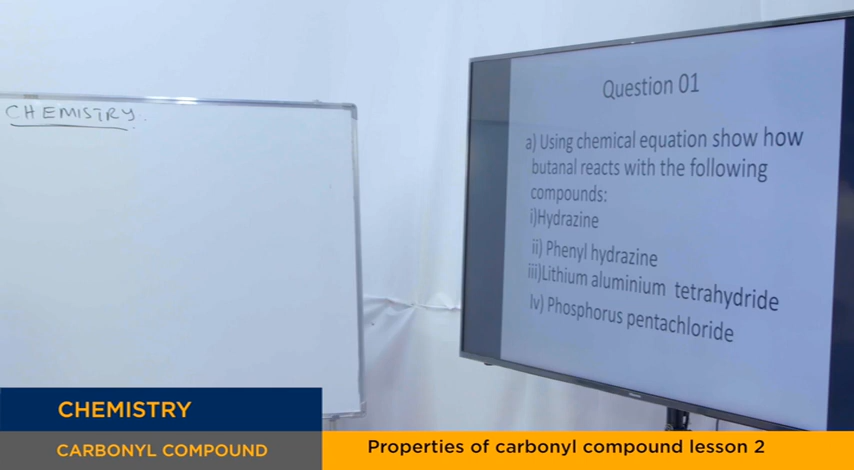 CHEMISTRY.
Question 01
a) Using chemical equation show how
butanal reacts with the following
compounds:
i)Hydrazine
ii) Phenyl hydrazine
iii)Lithium aluminium tetrahydride
Iv) Phosphorus pentachloride
CHEMISTRY
CARBONYL COMPOUND
Properties of carbonyl compound lesson 2